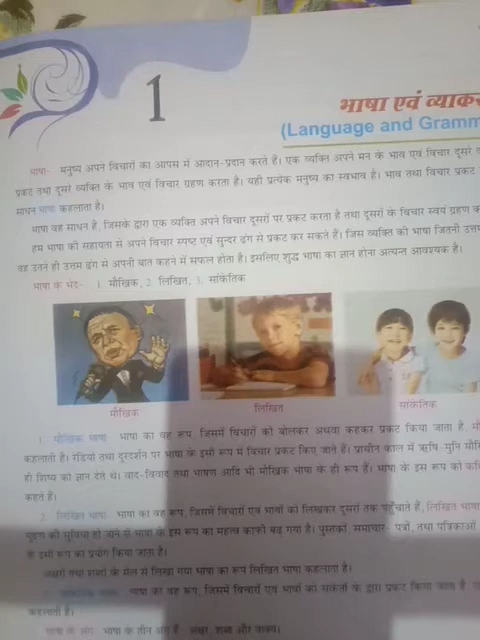 1
भाषा एवं
(Language and
भाषा- मनुष्य अपने विचारों का आपस में आदान-प्रदान करते हैं। एक व्यक्ति अपने मन के भाव एवं विचार दूसरे
प्रकट तथा दूसरे व्यक्ति के भाव एवं विचार ग्रहण करता है। यही प्रत्येक मनुष्य का स्वभाव है। भाव तथा विचार प्रकट
साधन भाषा कहलाता है।
भाषा वह साधन है, जिसके द्वारा एक व्यक्ति अपने विचार दूसरों पर प्रकट करता है तथा दूसरों के विचार स्वयं ग्रहण
हम भाषा की सहायता से अपने विचार स्पष्ट एवं सुन्दर ढंग से प्रकट कर सकते हैं। जिस व्यक्ति की भाषा जितनी
वह उतने ही उत्तम ढंग से अपनी बात कहने में सफल होता है। इसलिए शुद्ध भाषा का ज्ञान होना अत्यन्त आवश्यक है।
भाषा के भेद- 1. मौखिक, 2. लिखित, 3. सांकेतिक
मौखिक
लिखित
सांकेतिक
1. मौखिक भाषा- भाषा का वह रूप, जिसमें विचारों को बोलकर अथवा कहकर प्रकट किया जाता है,
कहलाती है। रेडियो तथा दूरदर्शन पर भाषा के इसी रूप में विचार प्रकट किए जाते हैं। प्राचीन काल में ऋषि-मुनि
ही शिष्य को ज्ञान देते थे। वाद-विवाद तथा भाषण आदि भी मौखिक भाषा के ही रूप हैं। भाषा के इस रूप को
कहते हैं।
2. लिखित भाषा- भाषा का वह रूप, जिसमें विचारों एवं भावों को लिखकर दूसरों तक पहुँचाते हैं, लिखित भाषा
मुद्रण की सुविधा हो जाने से भाषा के इस रूप का महत्व काफी बढ़ गया है। पुस्तकों, समाचार- पत्रों, तथा पत्रिकाओं
के इसी रूप का प्रयोग किया जाता है।
अक्षरों तथा शब्दों के मेल से लिखा गया भाषा का रूप लिखित भाषा कहलाता है।
भाषा का वह रूप, जिसमें विचारों एवं भावों को संकेतों के द्वारा प्रकट किया जाता है,
कहलाती है।
भाषा के अंग- भाषा के तीन अंग हैं- अक्षर, शब्द और वाक्य।